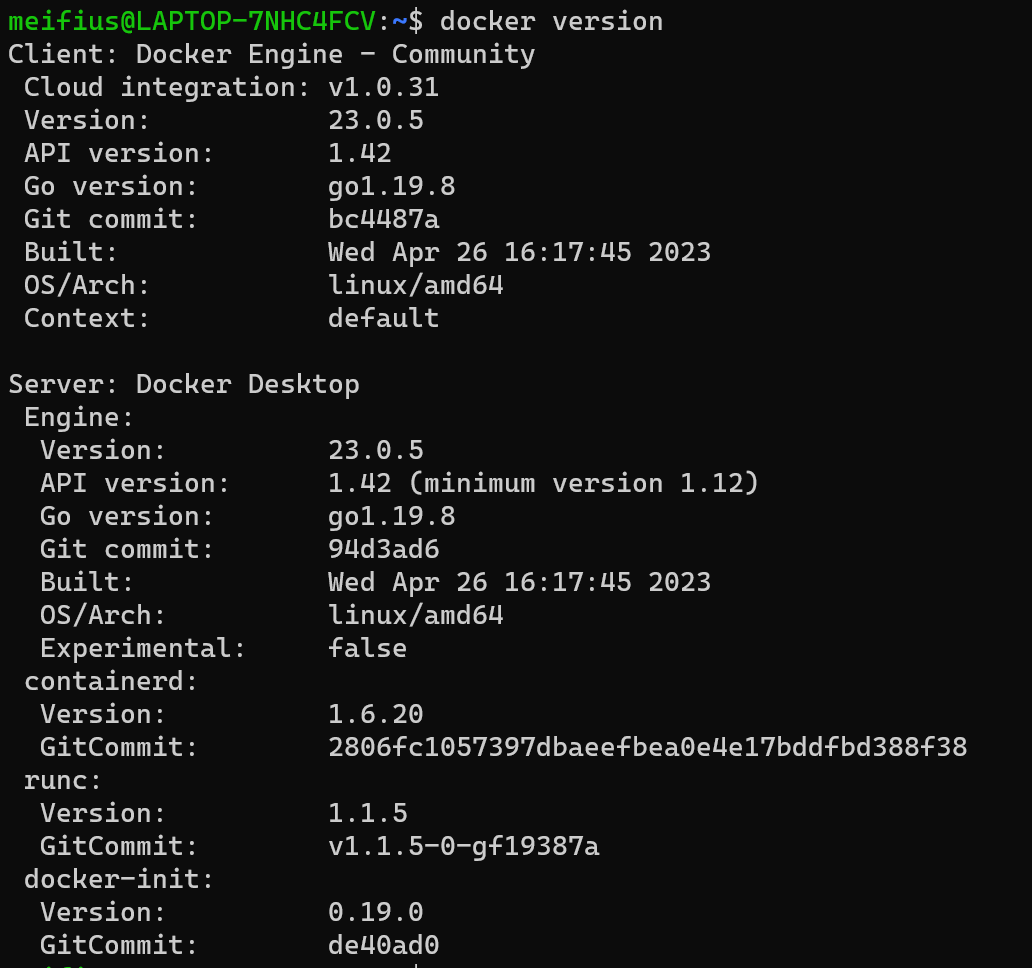 meifius@LAPTOP-7NHC4FCV:~$ docker version
Client: Docker Engine - Community
 Cloud integration: v1.0.31
 Version:           23.0.5
 API version:       1.42
 Go version:        go1.19.8
 Git commit:        bc4487a
 Built:             Wed Apr 26 16:17:45 2023
 OS/Arch:           linux/amd64
 Context:           default

Server: Docker Desktop
 Engine:
  Version:          23.0.5
  API version:      1.42 (minimum version 1.12)
  Go version:       go1.19.8
  Git commit:       94d3ad6
  Built:            Wed Apr 26 16:17:45 2023
  OS/Arch:          linux/amd64
  Experimental:     false
 containerd:
  Version:          1.6.20
  GitCommit:        2806fc1057397dbaeefbea0e4e17bddfbd388f38
 runc:
  Version:          1.1.5
  GitCommit:        v1.1.5-0-gf19387a
 docker-init:
  Version:          0.19.0
  GitCommit:        de40ad0